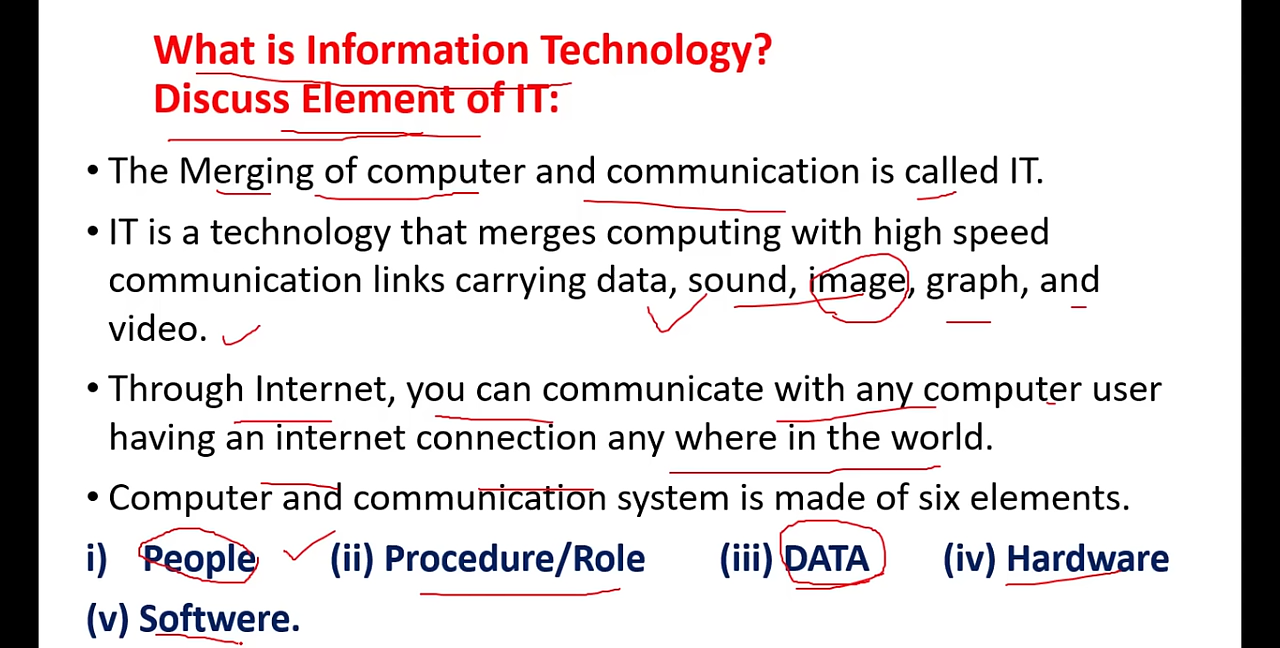 What is Information Technology?
Discuss Element of IT:
• The Merging of computer and communication is called IT.
• IT is a technology that merges computing with high speed
communication links carrying data, sound, image, graph, and
video.
• Through Internet, you can communicate with any computer user
having an internet connection any where in the world.
• Computer and communication system is made of six elements.
i) People (ii) Procedure/Role (iii) DATA (iv) Hardware
(v) Softwere.